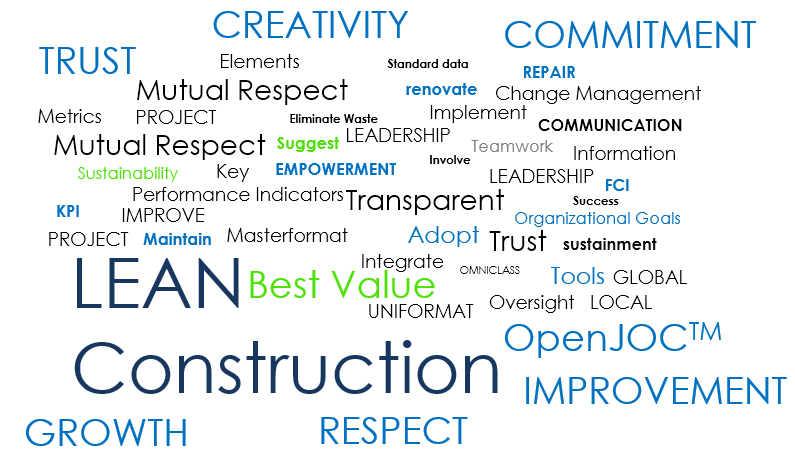 CREATIVITY
COMMITMENT
TRUST
Elements
Standard data
REPAIR
Mutual Respect
renovate
Change Management
Metrics
PROJECT
Eliminate Waste
Implement
COMMUNICATION
Mutual Respect
Suggest
LEADERSHIP
Teamwork
Information
Sustainability
Key
EMPOWERMENT
Involve
LEADERSHIP
FCI
Performance Indicators
Transparent
Success
KPI
IMPROVE
Organizational Goals
PROJECT
Maintain
Masterformat
Adopt
Trust
sustainment
Integrate
OMNICLASS
Tools
GLOBAL
LEAN
Best Value
UNIFORMAT
Oversight
LOCAL
OpenJOC™
Construction
IMPROVEMENT
GROWTH
RESPECT